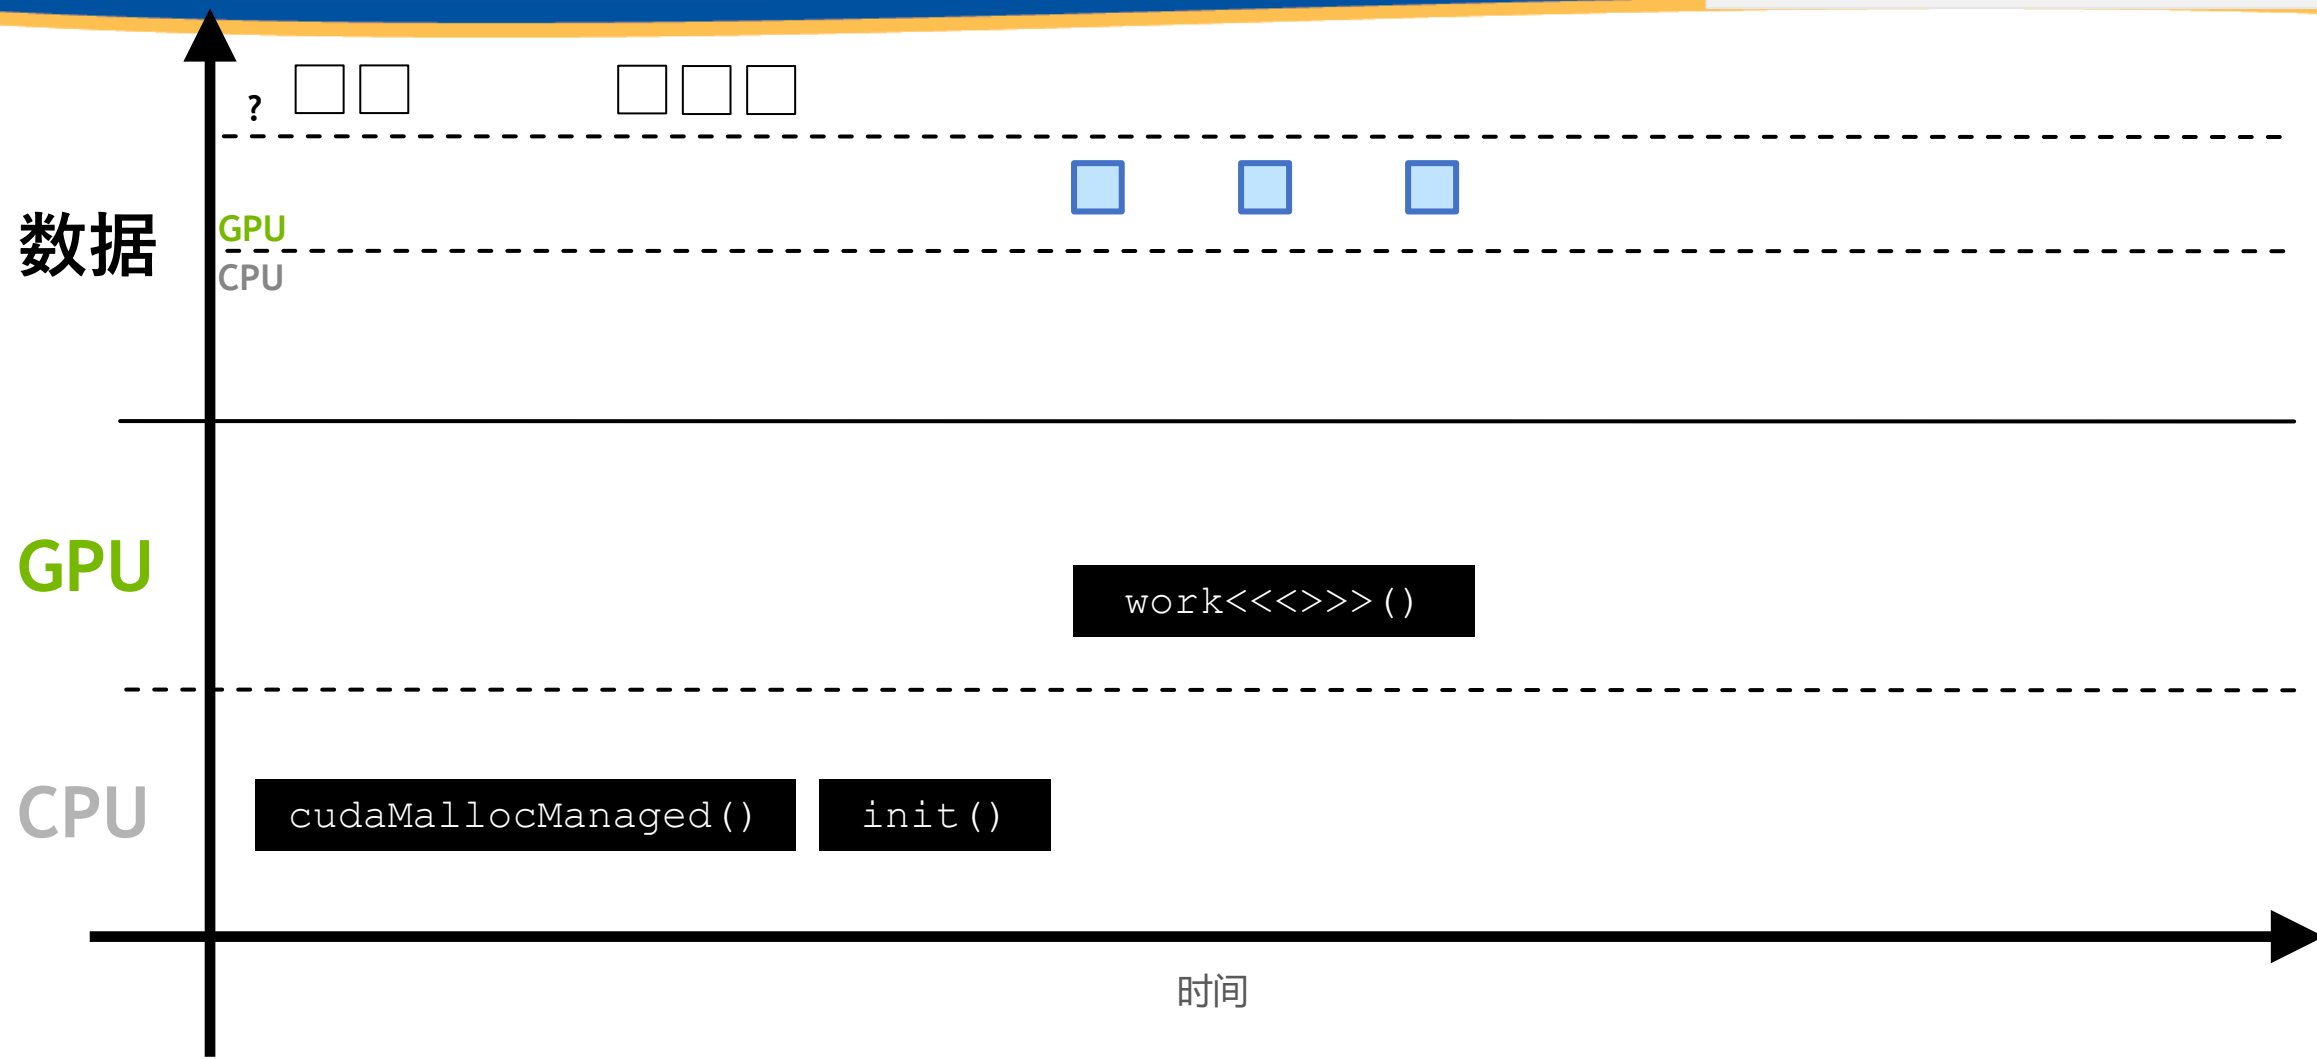 ?
数据
GPU
CPU
GPU
work<<<>>>()
CPU
cudaMallocManaged()
init()
时间